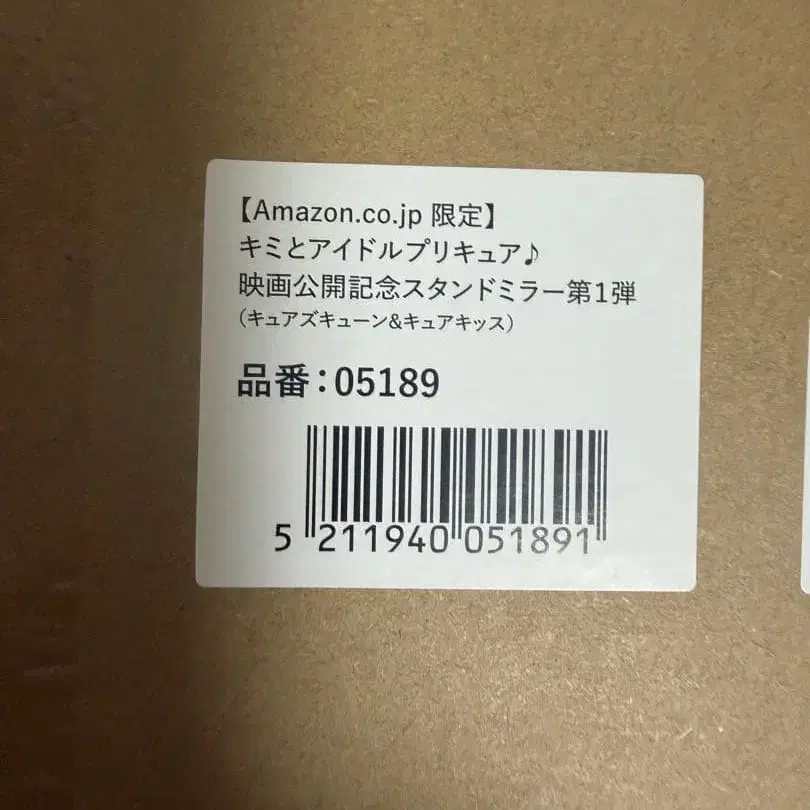 【Amazon.co.jp 限定】
キミとアイドルプリキュア♪
映画公開記念スタンドミラー第1弾
(キュアズキューン&キュアキッス)
品番:05189
5 211940 051891